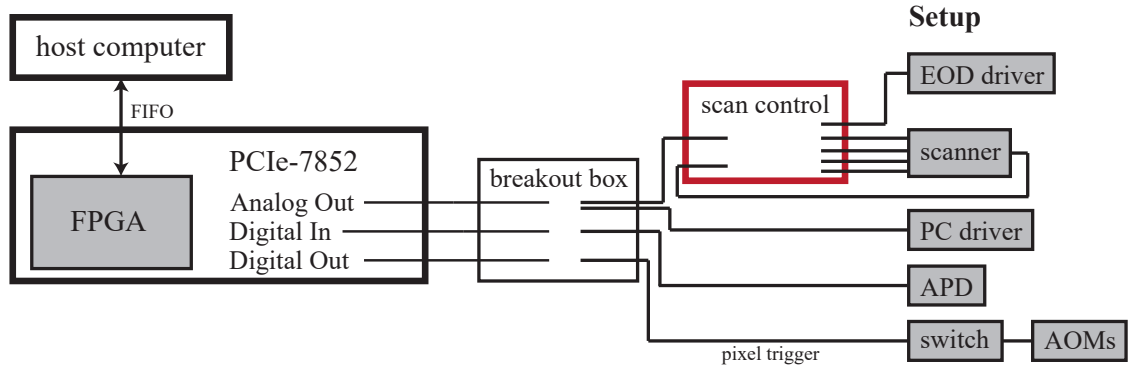 Setup
host computer
EOD driver
scan control
FIFO
PCIe-7852
scanner
breakout box
Analog Out
FPGA
Digital In
PC driver
Digital Out
APD
switch
AOMs
pixel trigger